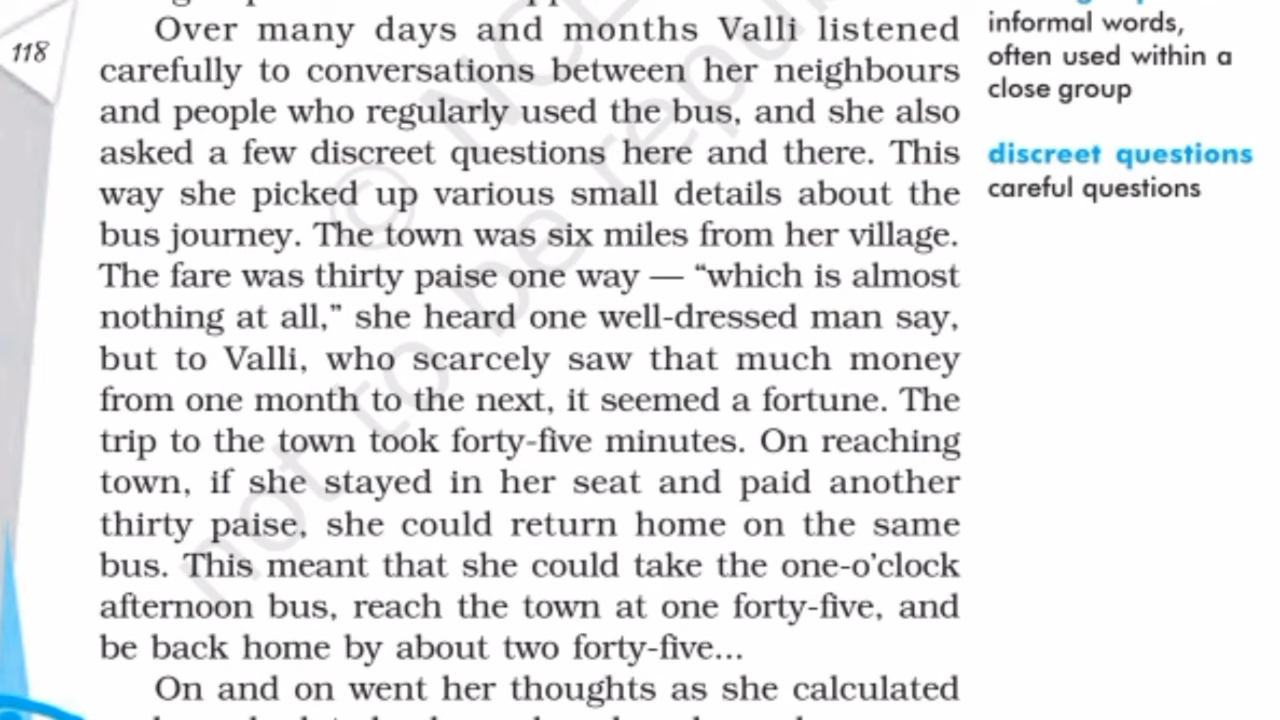 118
Over many days and months Valli listened
carefully to conversations between her neighbours
and people who regularly used the bus, and she also
asked a few discreet questions here and there. This
way she picked up various small details about the
bus journey. The town was six miles from her village.
The fare was thirty paise one way — “which is almost
nothing at all,” she heard one well-dressed man say,
but to Valli, who scarcely saw that much money
from one month to the next, it seemed a fortune. The
trip to the town took forty-five minutes. On reaching
town, if she stayed in her seat and paid another
thirty paise, she could return home on the same
bus. This meant that she could take the one-o’clock
afternoon bus, reach the town at one forty-five, and
be back home by about two forty-five...
On and on went her thoughts as she calculated
informal words,
often used within a
close group
discreet questions
careful questions
© NCE
not to be republ